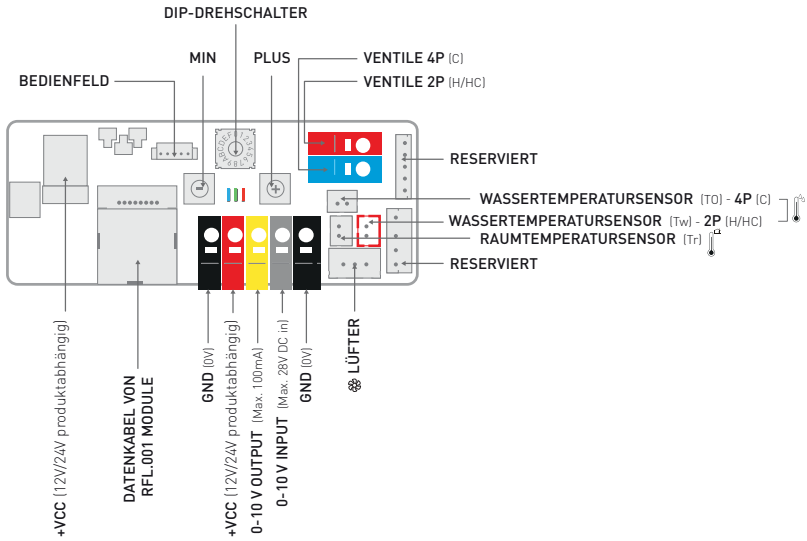 DIP-DREHSCHALTER
MIN
PLUS
VENTILE 4P (C)
BEDIENFELD
VENTILE 2P (H/HC)
RESERVIERT
WASSERTEMPERATURSENSOR (T0) - 4P (C)
WASSERTEMPERATURSENSOR (Tw) - 2P (H/HC)
RAUMTEMPERATURSENSOR (Tr)
RESERVIERT
+VCC (12V/24V produktabhängig)
DATENKABEL VON
RFL.001 MODULE
GND (0V)
+VCC (12V/24V produktabhängig)
0-10 V OUTPUT (Max. 100mA)
0-10 V INPUT (Max. 28V DC in)
GND (0V)
LÜFTER